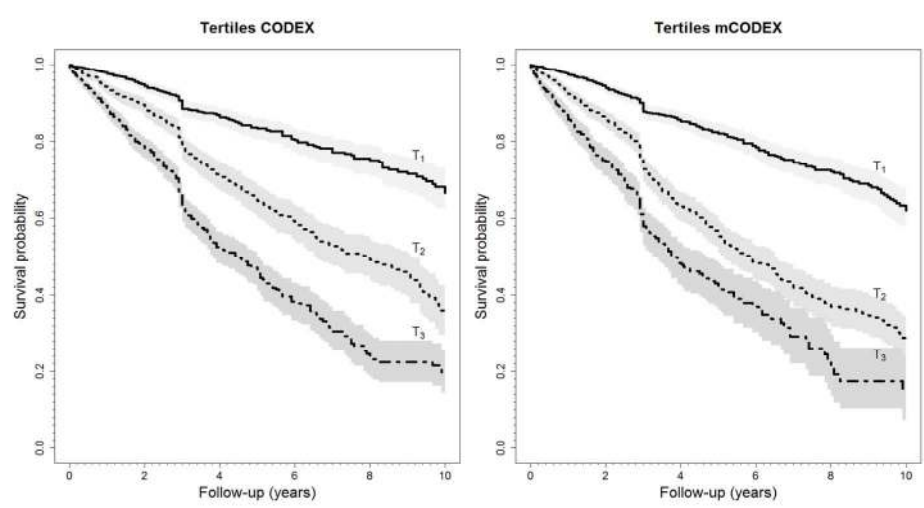 Tertiles CODEX
Survival probability
1.0
0.8
0.6
0.4
0.2
0.0
T1
T2
T3
0 2 4 6 8 10
Follow-up (years)
Tertiles mCODEX
Survival probability
1.0
0.8
0.6
0.4
0.2
0.0
T1
T2
T3
0 2 4 6 8 10
Follow-up (years)